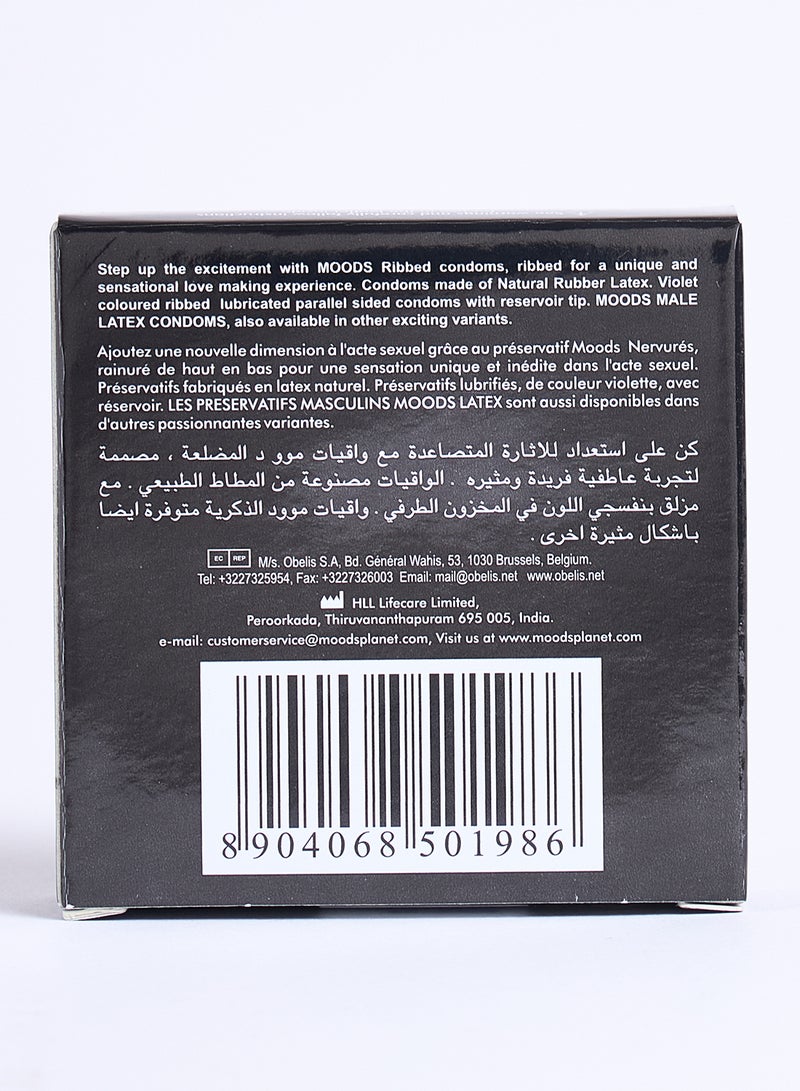 Step up the excitement with MOODS Ribbed condoms, ribbed for a unique and
sensational love making experience. Condoms made of Natural Rubber Latex. Violet
coloured ribbed lubricated parallel sided condoms with reservoir tip. MOODS MALE
LATEX CONDOMS, also available in other exciting variants.
Ajoutez une nouvelle dimension à l'acte sexuel grâce au préservatif Moods Nervurés,
rainuré de haut en bas pour une sensation unique et inédite dans l'acte sexuel.
Préservatifs fabriqués en latex naturel. Préservatifs lubrifiés, de couleur violette, avec
réservoir. LES PRESERVATIFS MASCULINS MOODS LATEX sont aussi disponibles dans
d'autres passionnantes variantes.
كن على استعداد للاثارة المتصاعدة مع واقيات موو د المضلعة ، مصممة
لتجربة عاطفية فريدة ومثيره . الواقيات مصنوعة من المطاط الطبيعي . مع
مزلق بنفسجي اللون في المخزون الطرفي . واقيات موود الذكرية متوفرة ايضا
باشكال مثيرة اخرى .
EC REP M/s. Obelis S.A, Bd. Général Wahis, 53, 1030 Brussels, Belgium.
Tel: +3227325954, Fax: +3227326003 Email: mail@obelis.net www.obelis.net
HLL Lifecare Limited,
Peroorkada, Thiruvananthapuram 695 005, India.
e-mail: customerservice@moodsplanet.com, Visit us at www.moodsplanet.com
8 904068 501986